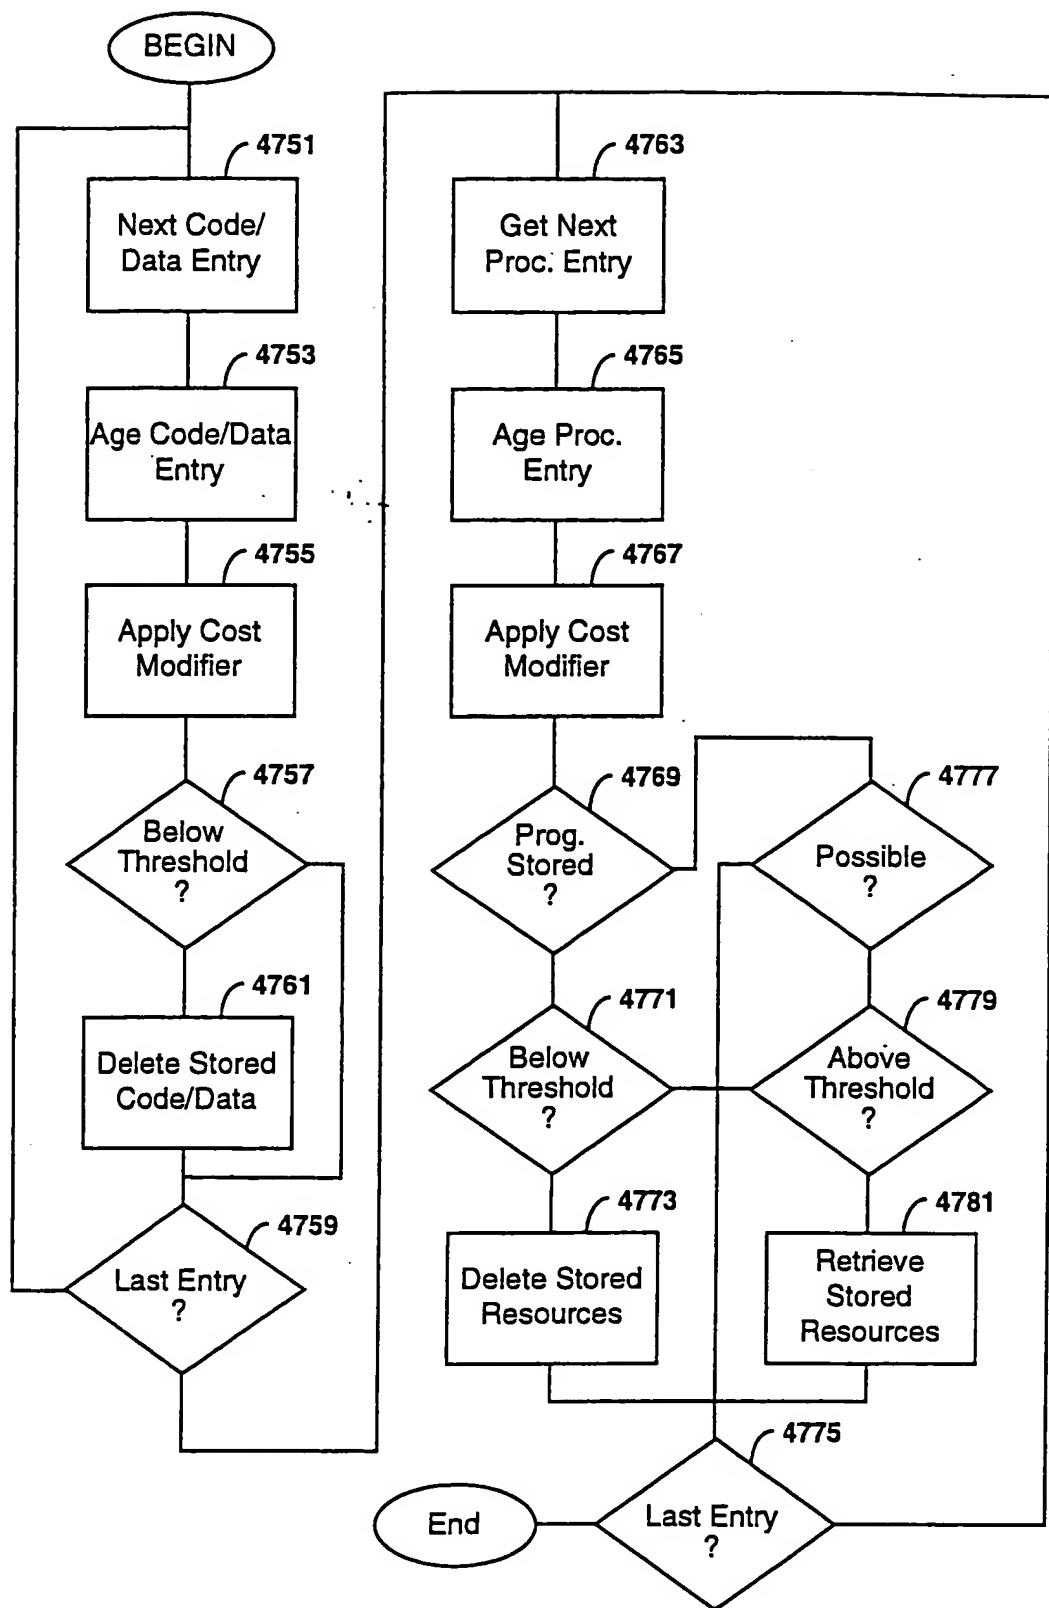 BEGIN
4751
Next Code/
Data Entry
4753
Age Code/Data
Entry
4755
Apply Cost
Modifier
4757
Below
Threshold
?
4761
Delete Stored
Code/Data
4759
Last Entry
?
4763
Get Next
Proc. Entry
4765
Age Proc.
Entry
4767
Apply Cost
Modifier
4769
Prog.
Stored
?
4777
Possible
?
4771
Below
Threshold
?
4779
Above
Threshold
?
4773
Delete Stored
Resources
4781
Retrieve
Stored
Resources
4775
Last Entry
?
End